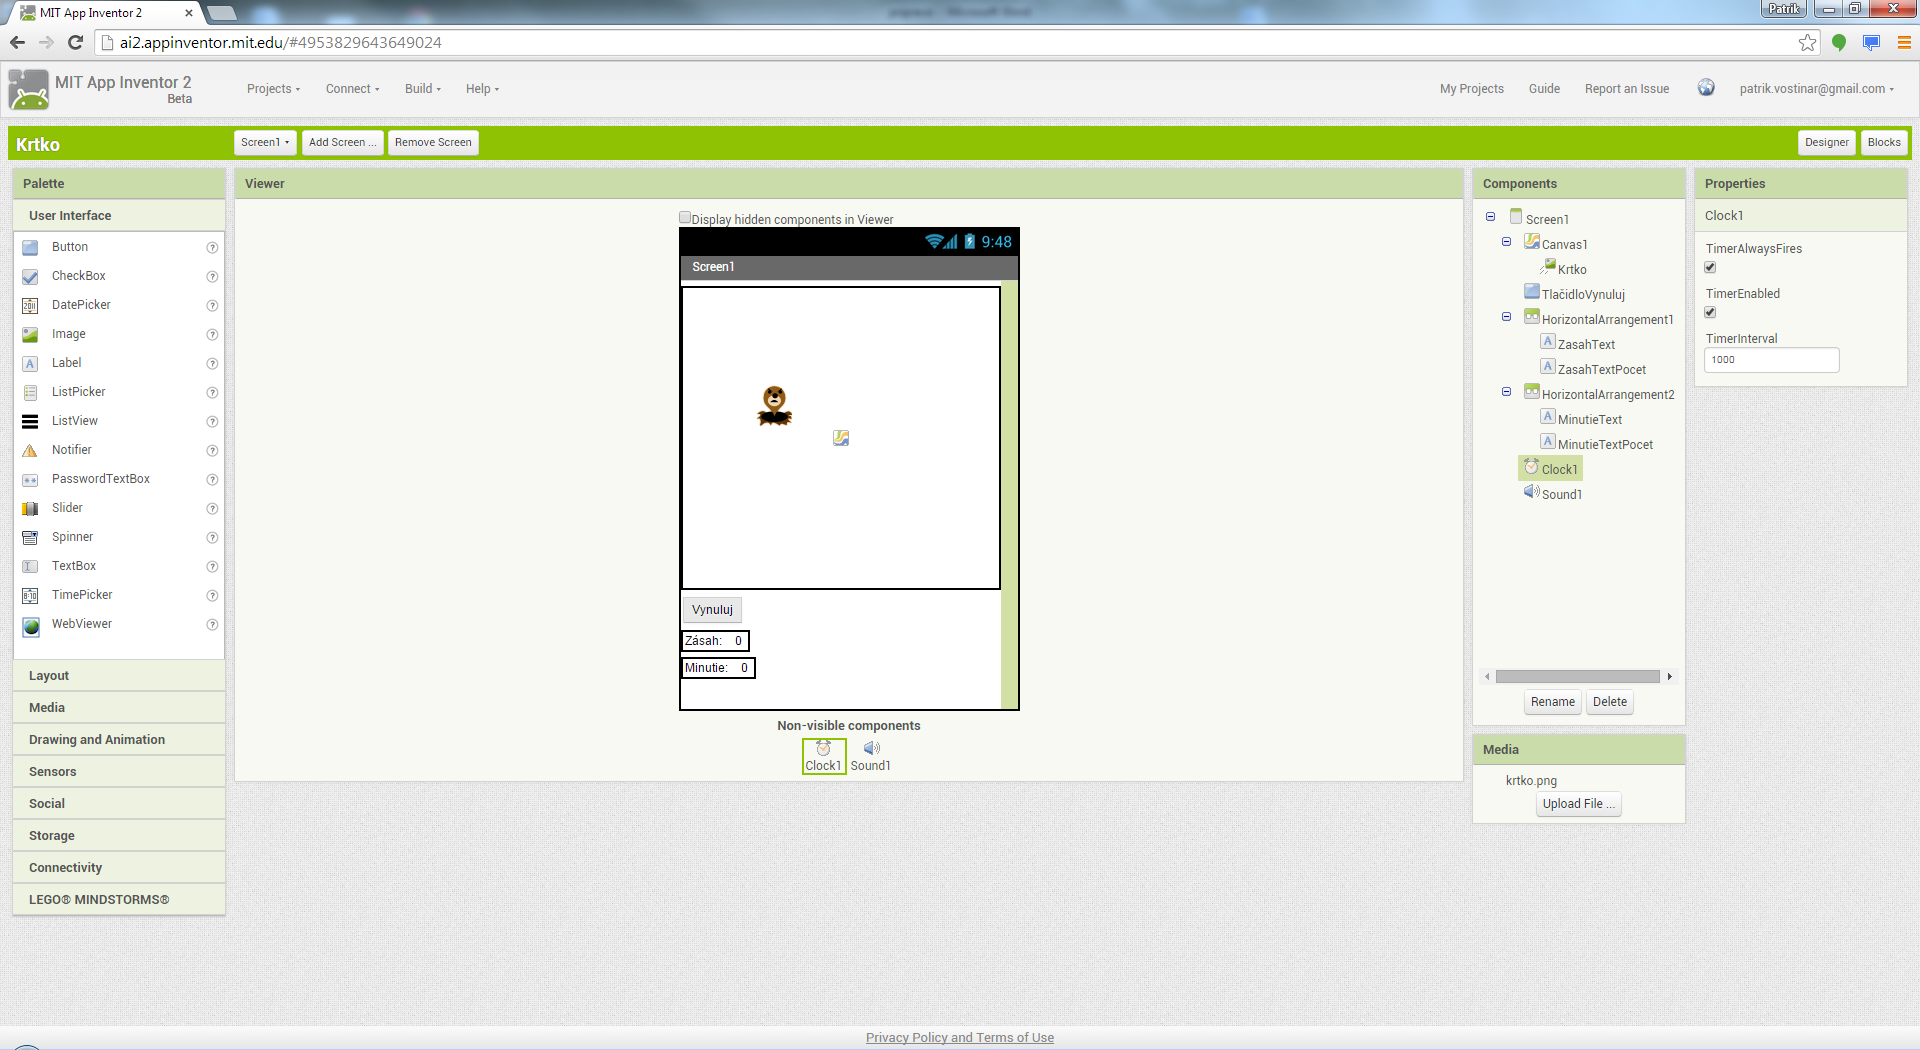 MIT App Inventor 2
Patrik
ai2.appinventor.mit.edu/#4953829643649024
MIT App Inventor 2
Beta
Projects
Connect
Build
Help
My Projects
Guide
Report an Issue
patrik.vostinar@gmail.com
Krtko
Screen1
Add Screen ...
Remove Screen
Designer
Blocks
Palette
User Interface
Button
CheckBox
DatePicker
Image
Label
ListPicker
ListView
Notifier
PasswordTextBox
Slider
Spinner
TextBox
TimePicker
WebViewer
Layout
Media
Drawing and Animation
Sensors
Social
Storage
Connectivity
LEGO® MINDSTORMS®
Viewer
Display hidden components in Viewer
9:48
Screen1
Vynuluj
Zásah: 0
Minutie: 0
Non-visible components
Clock1
Sound1
Components
Screen1
Canvas1
Krtko
TlačidloVynuluj
HorizontalArrangement1
ZasahText
ZasahTextPocet
HorizontalArrangement2
MinutieText
MinutieTextPocet
Clock1
Sound1
Rename
Delete
Media
krtko.png
Upload File ...
Properties
Clock1
TimerAlwaysFires
TimerEnabled
TimerInterval
1000
Privacy Policy and Terms of Use